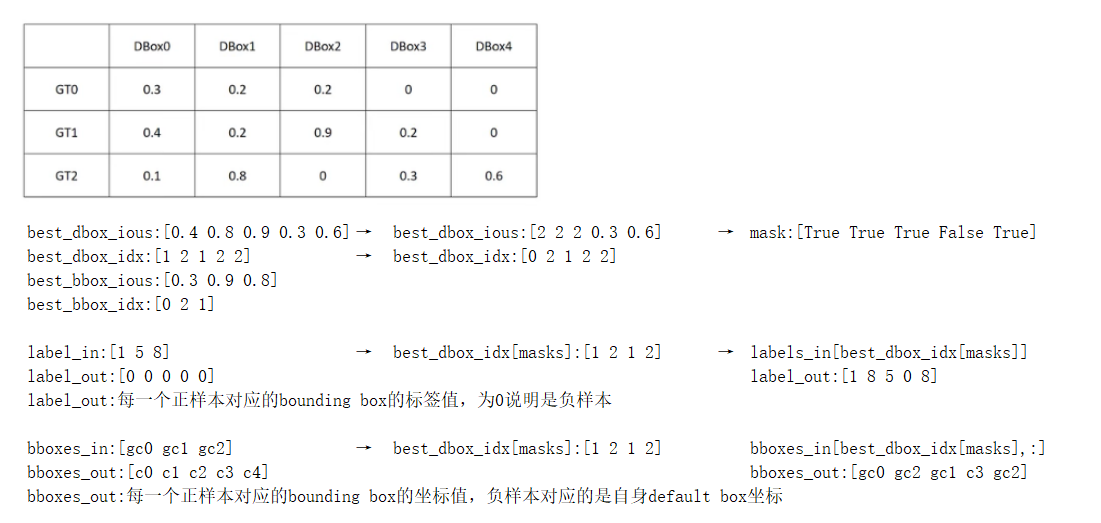 DBox0 DBox1 DBox2 DBox3 DBox4
GT0 0.3 0.2 0.2 0 0
GT1 0.4 0.2 0.9 0.2 0
GT2 0.1 0.8 0 0.3 0.6
best_dbox_ious:[0.4 0.8 0.9 0.3 0.6] → best_dbox_ious:[2 2 2 0.3 0.6] → mask:[True True True False True]
best_dbox_idx:[1 2 1 2 2] → best_dbox_idx:[0 2 1 2 2]
best_bbox_ious:[0.3 0.9 0.8]
best_bbox_idx:[0 2 1]
label_in:[1 5 8] → best_dbox_idx[masks]:[1 2 1 2] → labels_in[best_dbox_idx[masks]]
label_out:[0 0 0 0 0] label_out:[1 8 5 0 8]
label_out:每一个正样本对应的bounding box的标签值，为0说明是负样本
bboxes_in:[gc0 gc1 gc2] → best_dbox_idx[masks]:[1 2 1 2] bboxes_in[best_dbox_idx[masks],:]
bboxes_out:[c0 c1 c2 c3 c4] bboxes_out:[gc0 gc2 gc1 c3 gc2]
bboxes_out:每一个正样本对应的bounding box的坐标值，负样本对应的是自身default box坐标